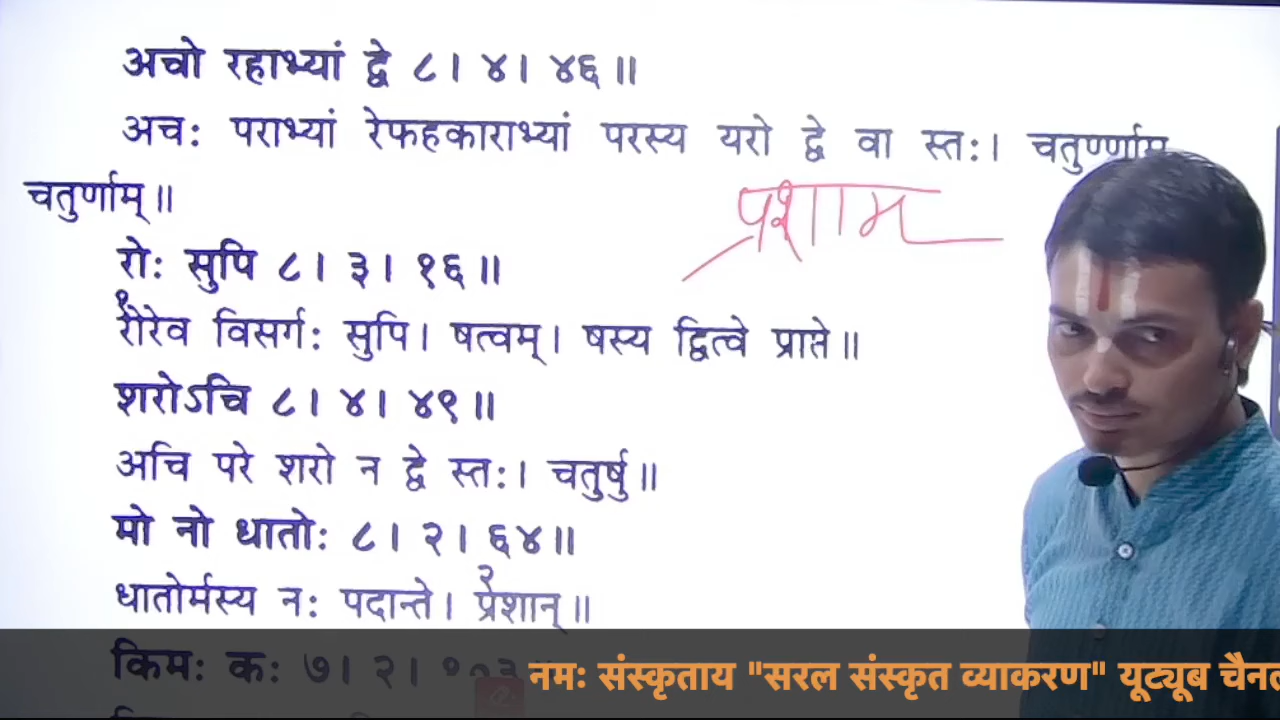 अचो रहाभ्यां द्वे ८। ४। ४६॥
अचः पराभ्यां रेफहकाराभ्यां परस्य यरो द्वे वा स्तः। चतुर्ण्णाम्
चतुर्णाम्॥
प्रशाम
रोः सुपि ८। ३। १६॥
१
रोरेव विसर्गः सुपि। षत्वम्। षस्य द्वित्वे प्राप्ते॥
शरोऽचि ८। ४। ४९॥
अचि परे शरो न द्वे स्तः। चतुर्षु॥
मो नो धातोः ८। २। ६४॥
२
धातोर्मस्य नः पदान्ते। प्रशान्॥
किमः कः ७। २।
नमः संस्कृताय "सरल संस्कृत व्याकरण" यूट्यूब चैनल